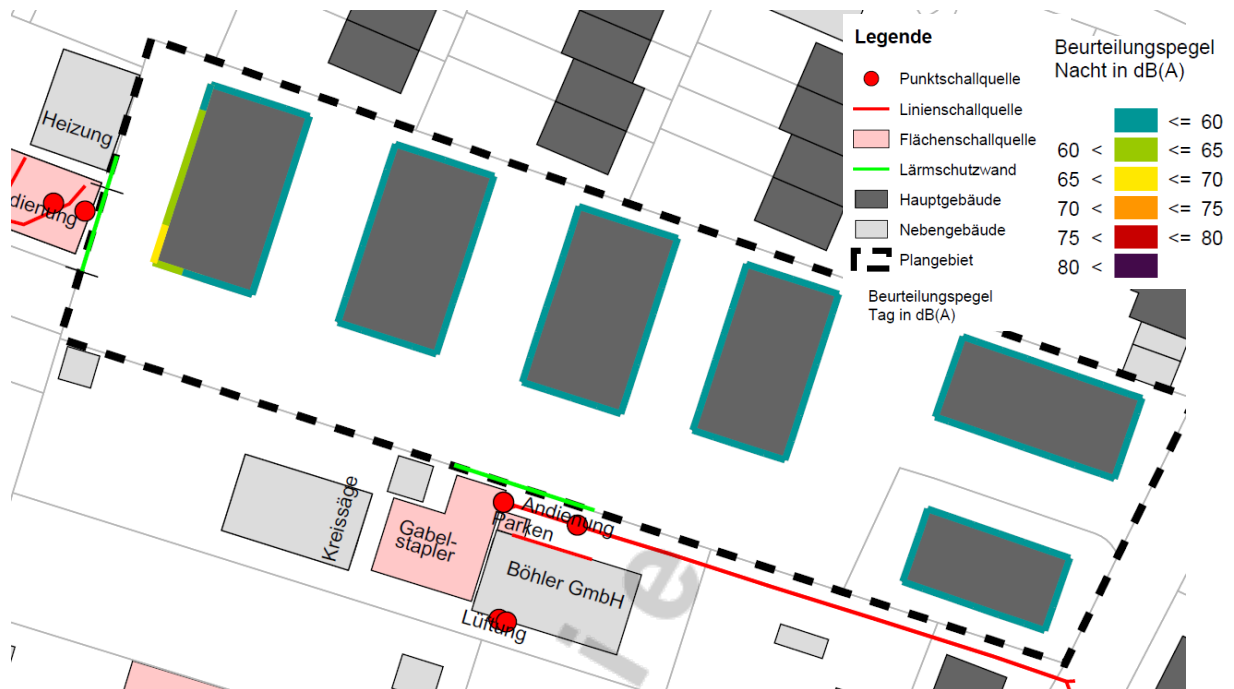 Legende
Punktschallquelle
Linienschallquelle
Flächenschallquelle
Lärmschutzwand
Hauptgebäude
Nebengebäude
Plangebiet
Beurteilungspegel
Tag in dB(A)
Beurteilungspegel
Nacht in dB(A)
<= 60
60 < <= 65
65 < <= 70
70 < <= 75
75 < <= 80
80 <
Heizung
dienung
Kreissäge
Gabel-
stapler
Andienung
Parken
Böhler GmbH
Lüftung
ie